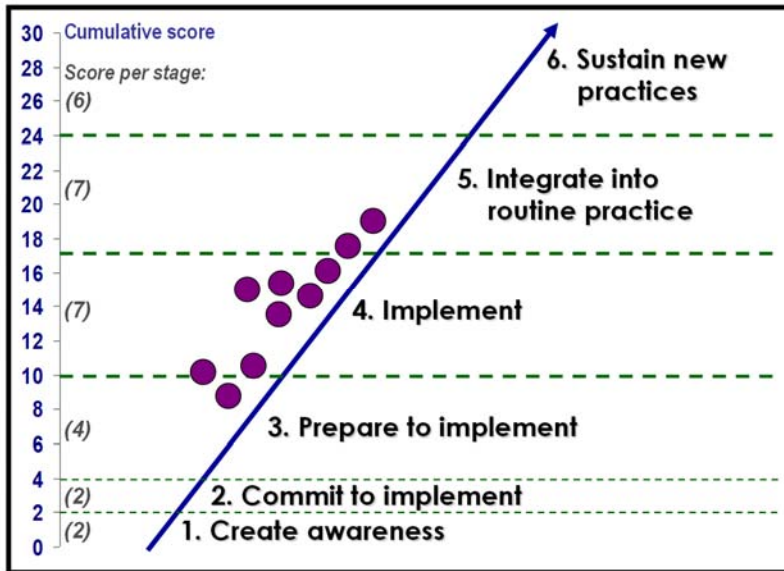 30 Cumulative score
28 Score per stage:
6. Sustain new
practices
26 (6)
24
22
5. Integrate into
routine practice
20 (7)
18
16
14 (7)
4. Implement
12
10
8
3. Prepare to implement
6 (4)
4
2. Commit to implement
(2)
2
1. Create awareness
(2)
0